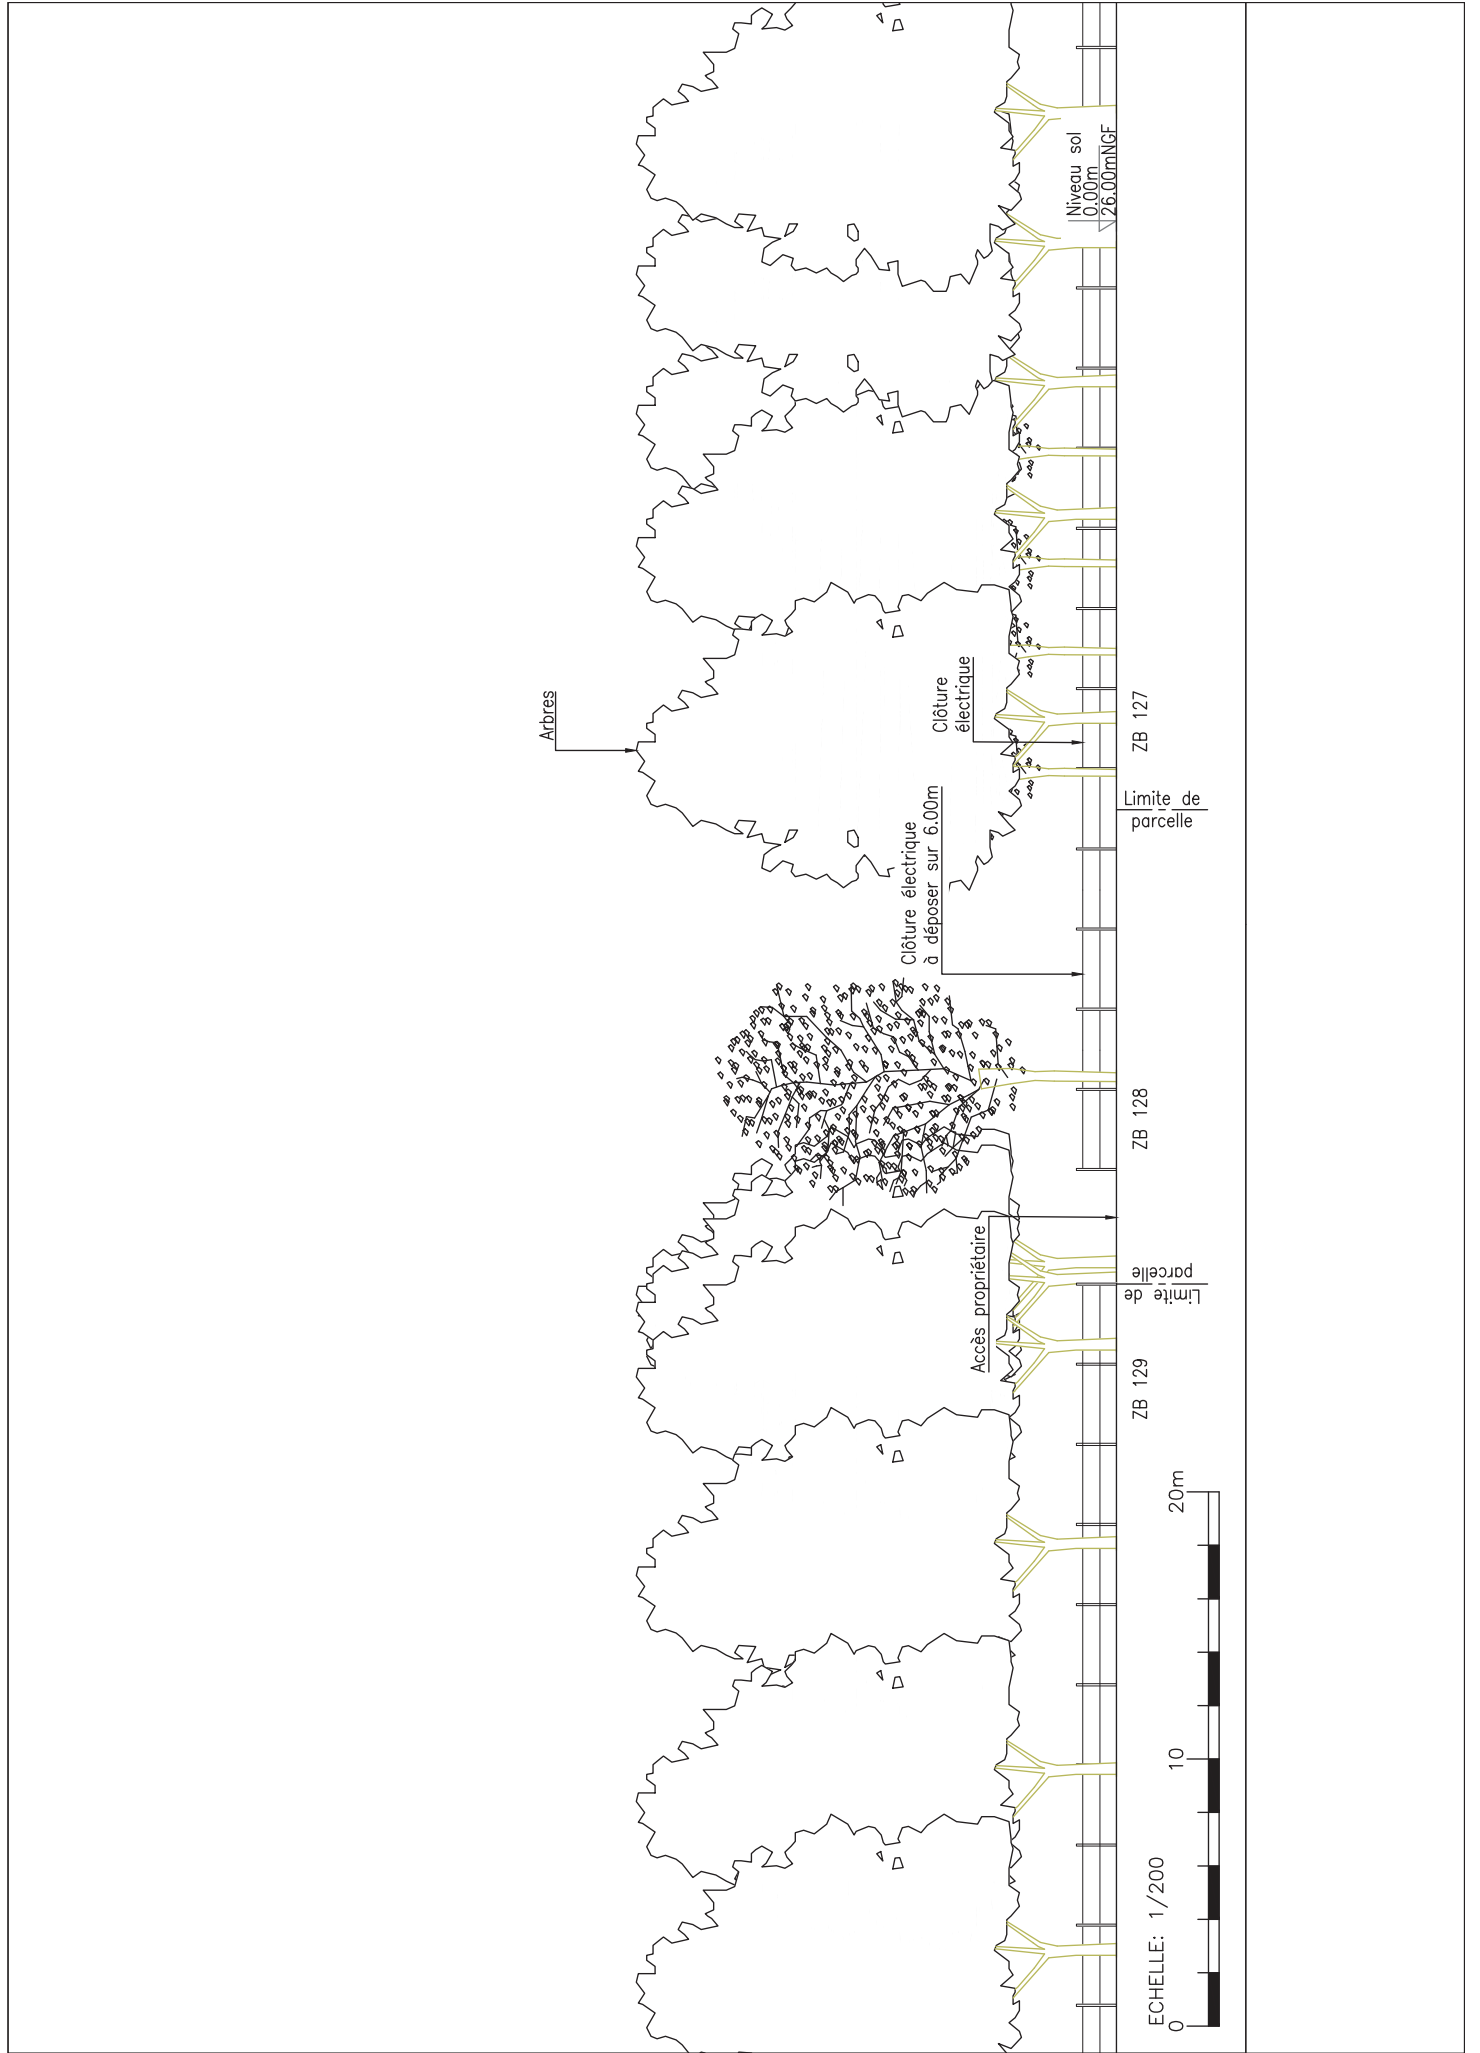 Arbres
Clôture
électrique
Clôture électrique
à déposer sur 6.00m
Accès propriétaire
Niveau sol
0.00m
26.00mNGF
ZB 129
Limite de
parcelle
ZB 128
Limite de
parcelle
ZB 127
ECHELLE: 1/200
0
10
20m